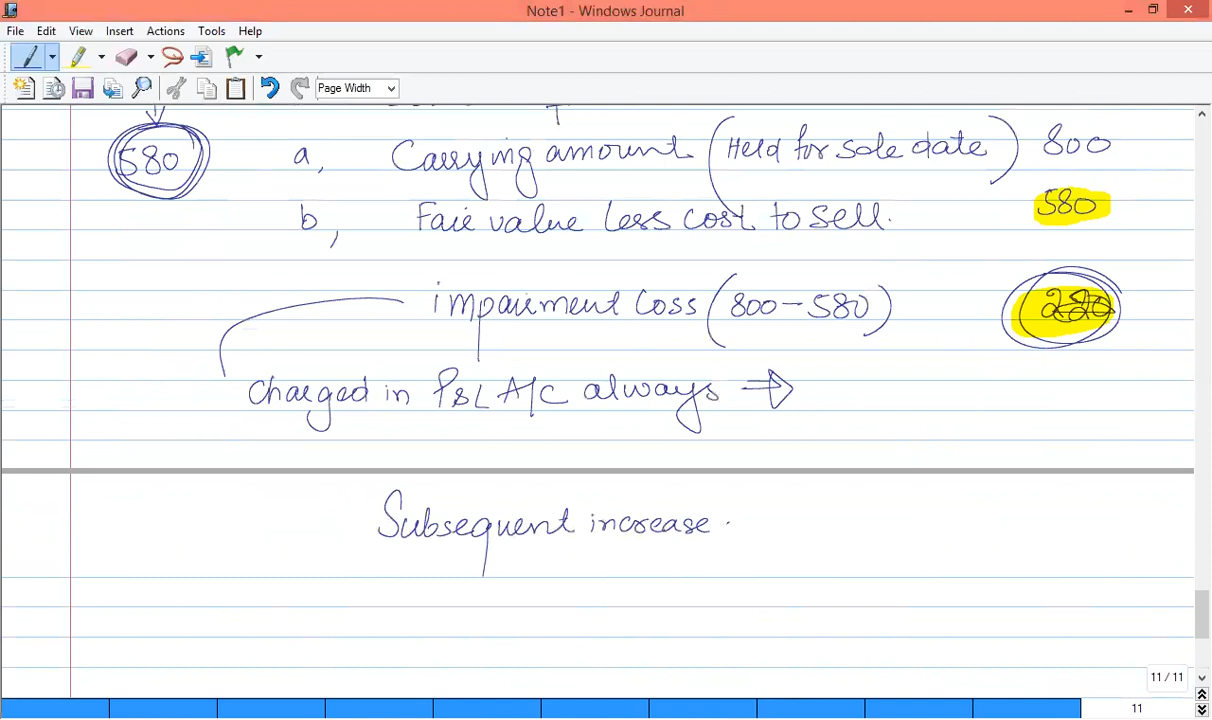 Note1 - Windows Journal
File Edit View Insert Actions Tools Help
Page Width
580 a, Carrying amount (Held for sale date) 800
b, Fair value less cost to sell. 580
impairment loss (800-580) 220
Charged in P&L A/C always →
Subsequent increase
11 / 11
11